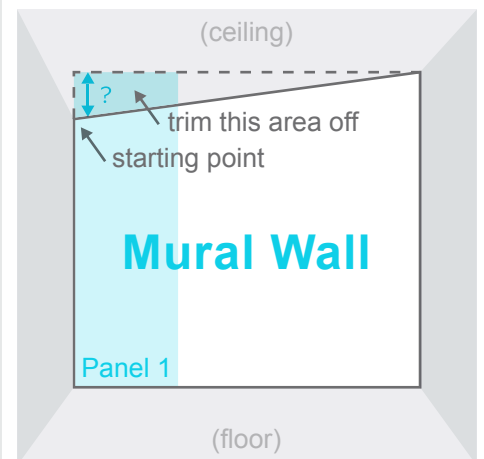 (ceiling)
?
trim this area off
starting point
Mural Wall
Panel 1
(floor)